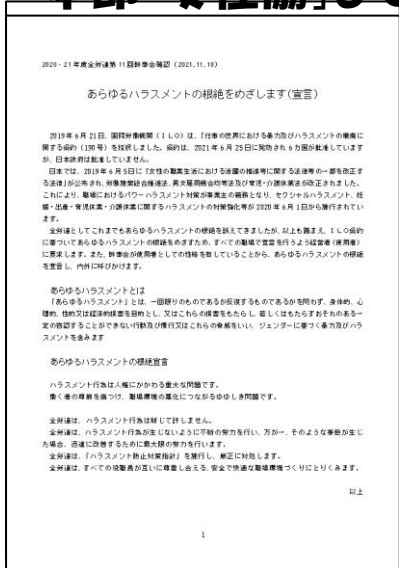 本部 女性協」ひ
2020・21年度全労連第11回幹事会確認（2021.11.10）
あらゆるハラスメントの根絶をめざします(宣言)
2019年6月21日、国際労働機関（ＩＬＯ）は、「仕事の世界における暴力及びハラスメントの撤廃に
関する条約（190号）を採択しました。条約は、2021年6月25日に発効され6カ国が批准しています
が、日本政府は批准していません。
日本では、2019年6月5日に「女性の職業生活における活躍の推進等に関する法律等の一部を改正す
る法律」が公布され、労働施策総合推進法、男女雇用機会均等法及び育児・介護休業法が改正されました。
これにより、職場におけるパワーハラスメント対策が事業主の義務となり、セクシャルハラスメント、妊
娠・出産・育児休業・介護休業に関するハラスメントの対策強化等が2020年6月1日から施行されてい
ます。
全労連としてこれまでもあらゆるハラスメントの根絶を訴えてきましたが、以上も踏まえ、ＩＬＯ条約
に基づいてあらゆるハラスメントの根絶をめざすため、すべての職場で宣言を行うよう経営者（使用者）
に要求します。また、幹事会が使用者としての性格を有していることから、あらゆるハラスメントの根絶
を宣言し、内外に呼びかけます。
あらゆるハラスメントとは
「あらゆるハラスメント」とは、一回限りのものであるか反復するものであるかを問わず、身体的、心
理的、性的又は経済的損害を目的とし、又はこれらの損害をもたらし、若しくはもたらすおそれのある一
定の容認することができない行動及び慣行又はこれらの脅威をいい、ジェンダーに基づく暴力及びハラ
スメントを含みます
あらゆるハラスメントの根絶宣言
ハラスメント行為は人権にかかわる重大な問題です。
働く者の尊厳を傷つけ、職場環境の悪化につながるゆゆしき問題です。
全労連は、ハラスメント行為は断じて許しません。
全労連は、ハラスメント行為が生じないように不断の努力を行い、万が一、そのような事態が生じ
た場合、迅速に改善するために最大限の努力を行います。
全労連は、「ハラスメント防止対策指針」を施行し、厳正に対処します。
全労連は、すべての役職員が互いに尊重し合える、安全で快適な職場環境づくりにとりくみます。
以上
1